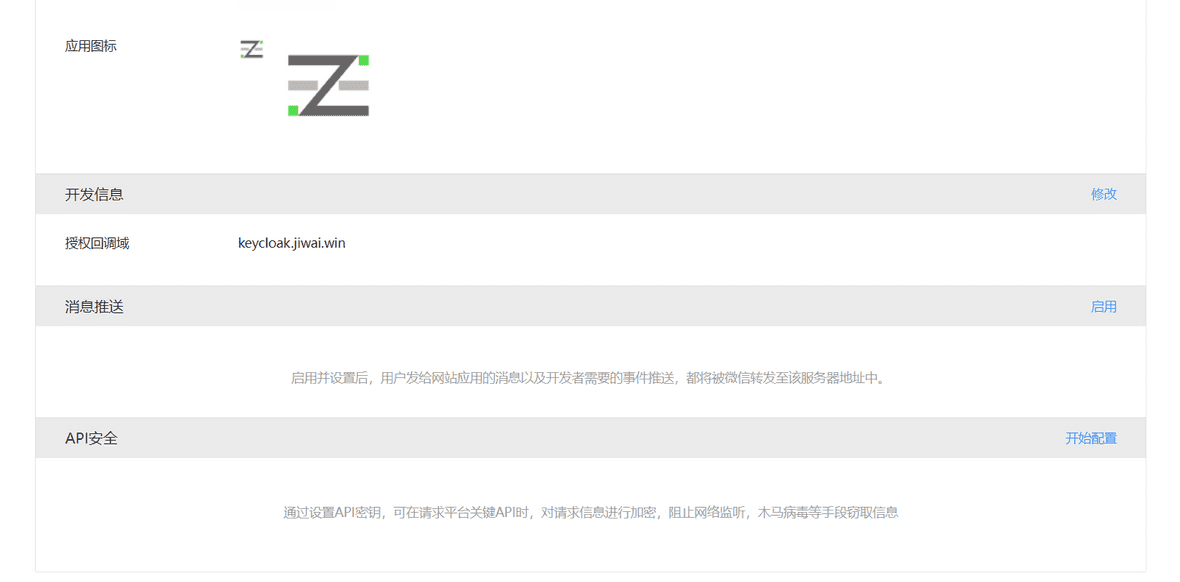 应用图标
开发信息 修改
授权回调域 keycloak.jiwai.win
消息推送 启用
启用并设置后，用户发给网站应用的消息以及开发者需要的事件推送，都将被微信转发至该服务器地址中。
API安全 开始配置
通过设置API密钥，可在请求平台关键API时，对请求信息进行加密，阻止网络监听，木马病毒等手段窃取信息